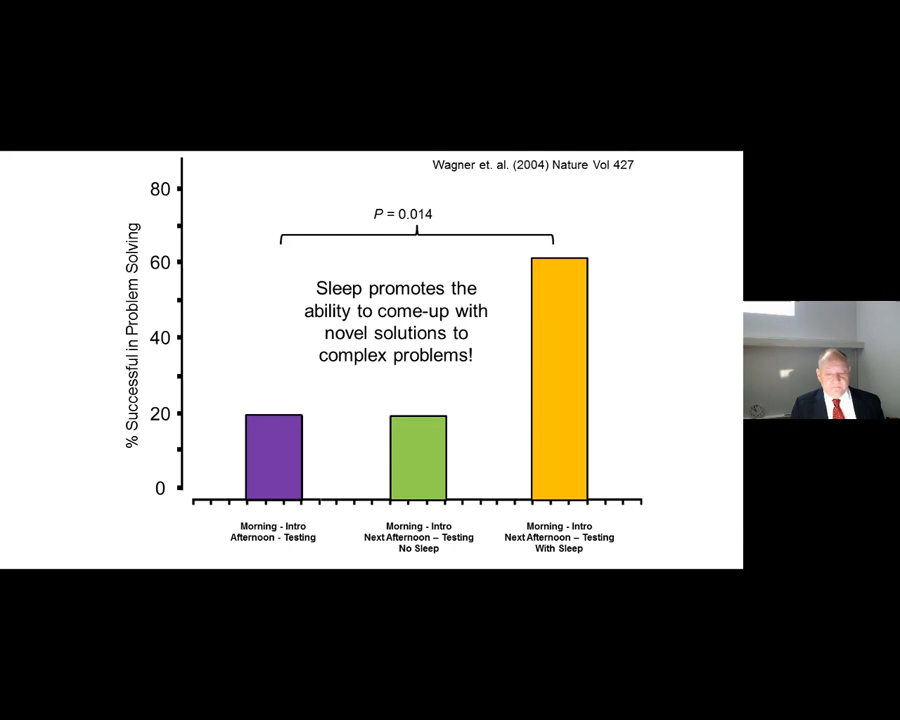 Wagner et. al. (2004) Nature Vol 427
% Successful in Problem Solving
80
60
40
20
0
P = 0.014
Sleep promotes the
ability to come-up with
novel solutions to
complex problems!
Morning - Intro
Afternoon - Testing
Morning - Intro
Next Afternoon – Testing
No Sleep
Morning - Intro
Next Afternoon – Testing
With Sleep